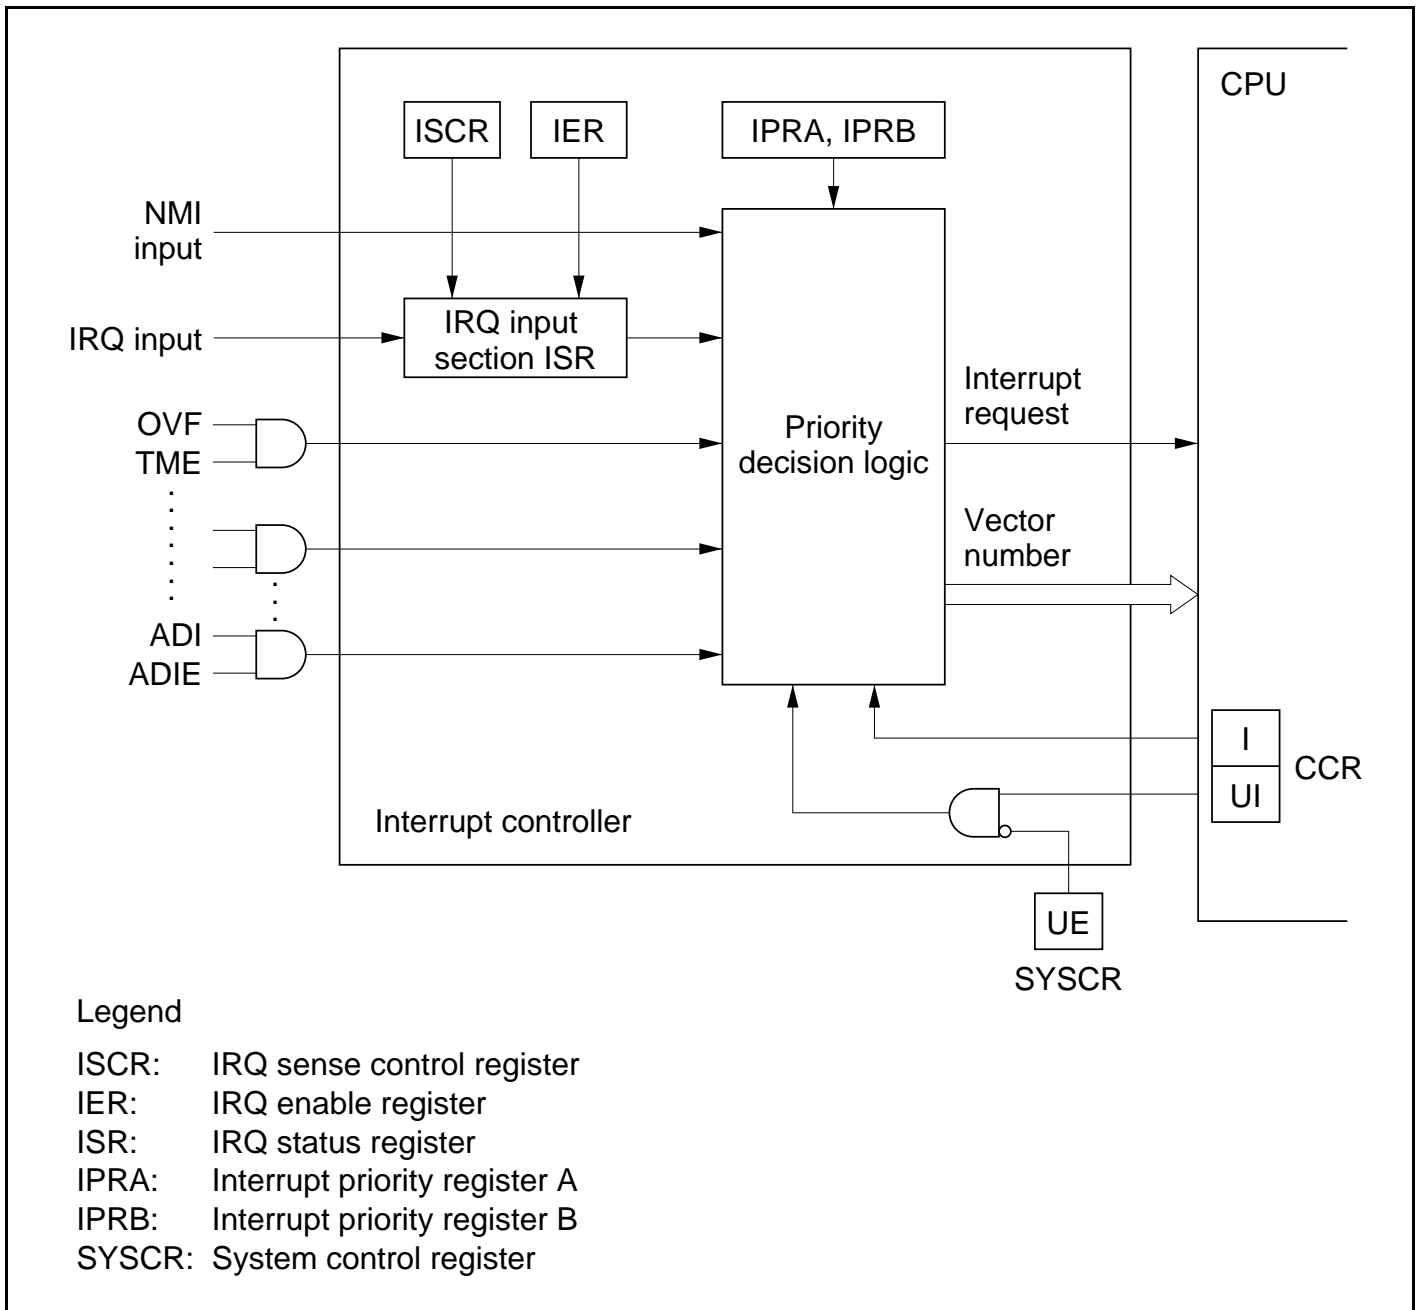 CPU
ISCR
IER
IPRA, IPRB
NMI
input
IRQ input
IRQ input
section ISR
OVF
TME
Priority
decision logic
Interrupt
request
Vector
number
ADI
ADIE
I
UI
CCR
Interrupt controller
UE
SYSCR
Legend
ISCR: IRQ sense control register
IER: IRQ enable register
ISR: IRQ status register
IPRA: Interrupt priority register A
IPRB: Interrupt priority register B
SYSCR: System control register